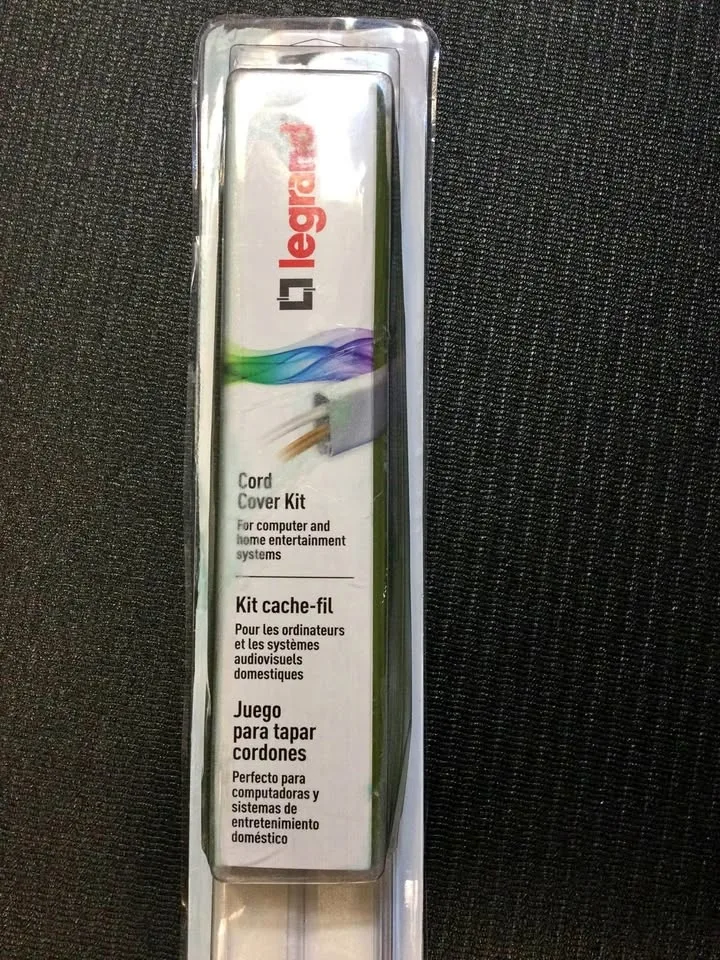 legrand
Cord
Cover Kit
For computer and
home entertainment
systems
Kit cache-fil
Pour les ordinateurs
et les systèmes
audiovisuels
domestiques
Juego
para tapar
cordones
Perfecto para
computadoras y
sistemas de
entretenimiento
doméstico